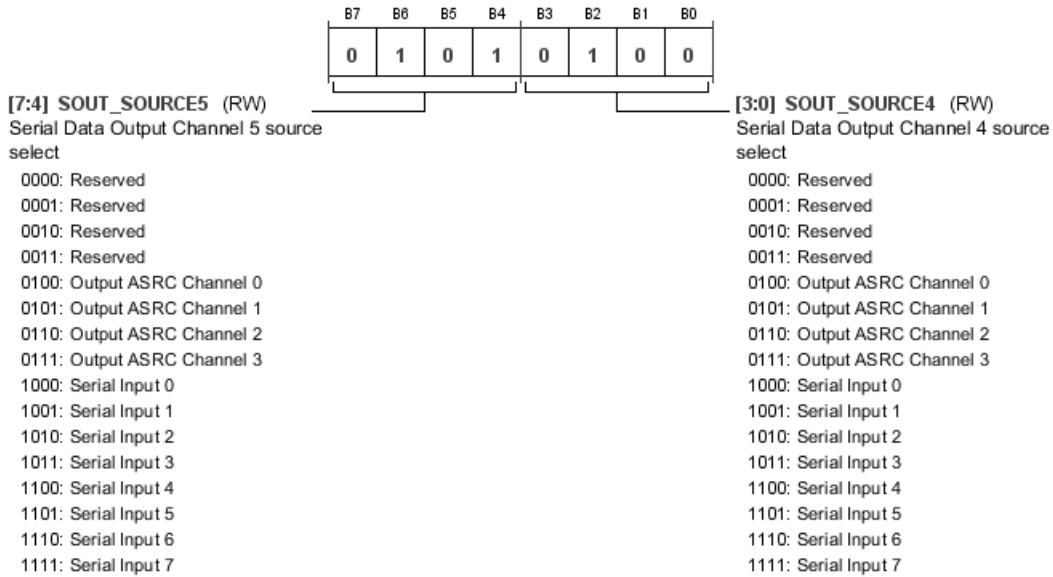 B7 B6 B5 B4 B3 B2 B1 B0
0 1 0 1 0 1 0 0
[7:4] SOUT_SOURCE5 (RW)
Serial Data Output Channel 5 source
select
0000: Reserved
0001: Reserved
0010: Reserved
0011: Reserved
0100: Output ASRC Channel 0
0101: Output ASRC Channel 1
0110: Output ASRC Channel 2
0111: Output ASRC Channel 3
1000: Serial Input 0
1001: Serial Input 1
1010: Serial Input 2
1011: Serial Input 3
1100: Serial Input 4
1101: Serial Input 5
1110: Serial Input 6
1111: Serial Input 7
[3:0] SOUT_SOURCE4 (RW)
Serial Data Output Channel 4 source
select
0000: Reserved
0001: Reserved
0010: Reserved
0011: Reserved
0100: Output ASRC Channel 0
0101: Output ASRC Channel 1
0110: Output ASRC Channel 2
0111: Output ASRC Channel 3
1000: Serial Input 0
1001: Serial Input 1
1010: Serial Input 2
1011: Serial Input 3
1100: Serial Input 4
1101: Serial Input 5
1110: Serial Input 6
1111: Serial Input 7